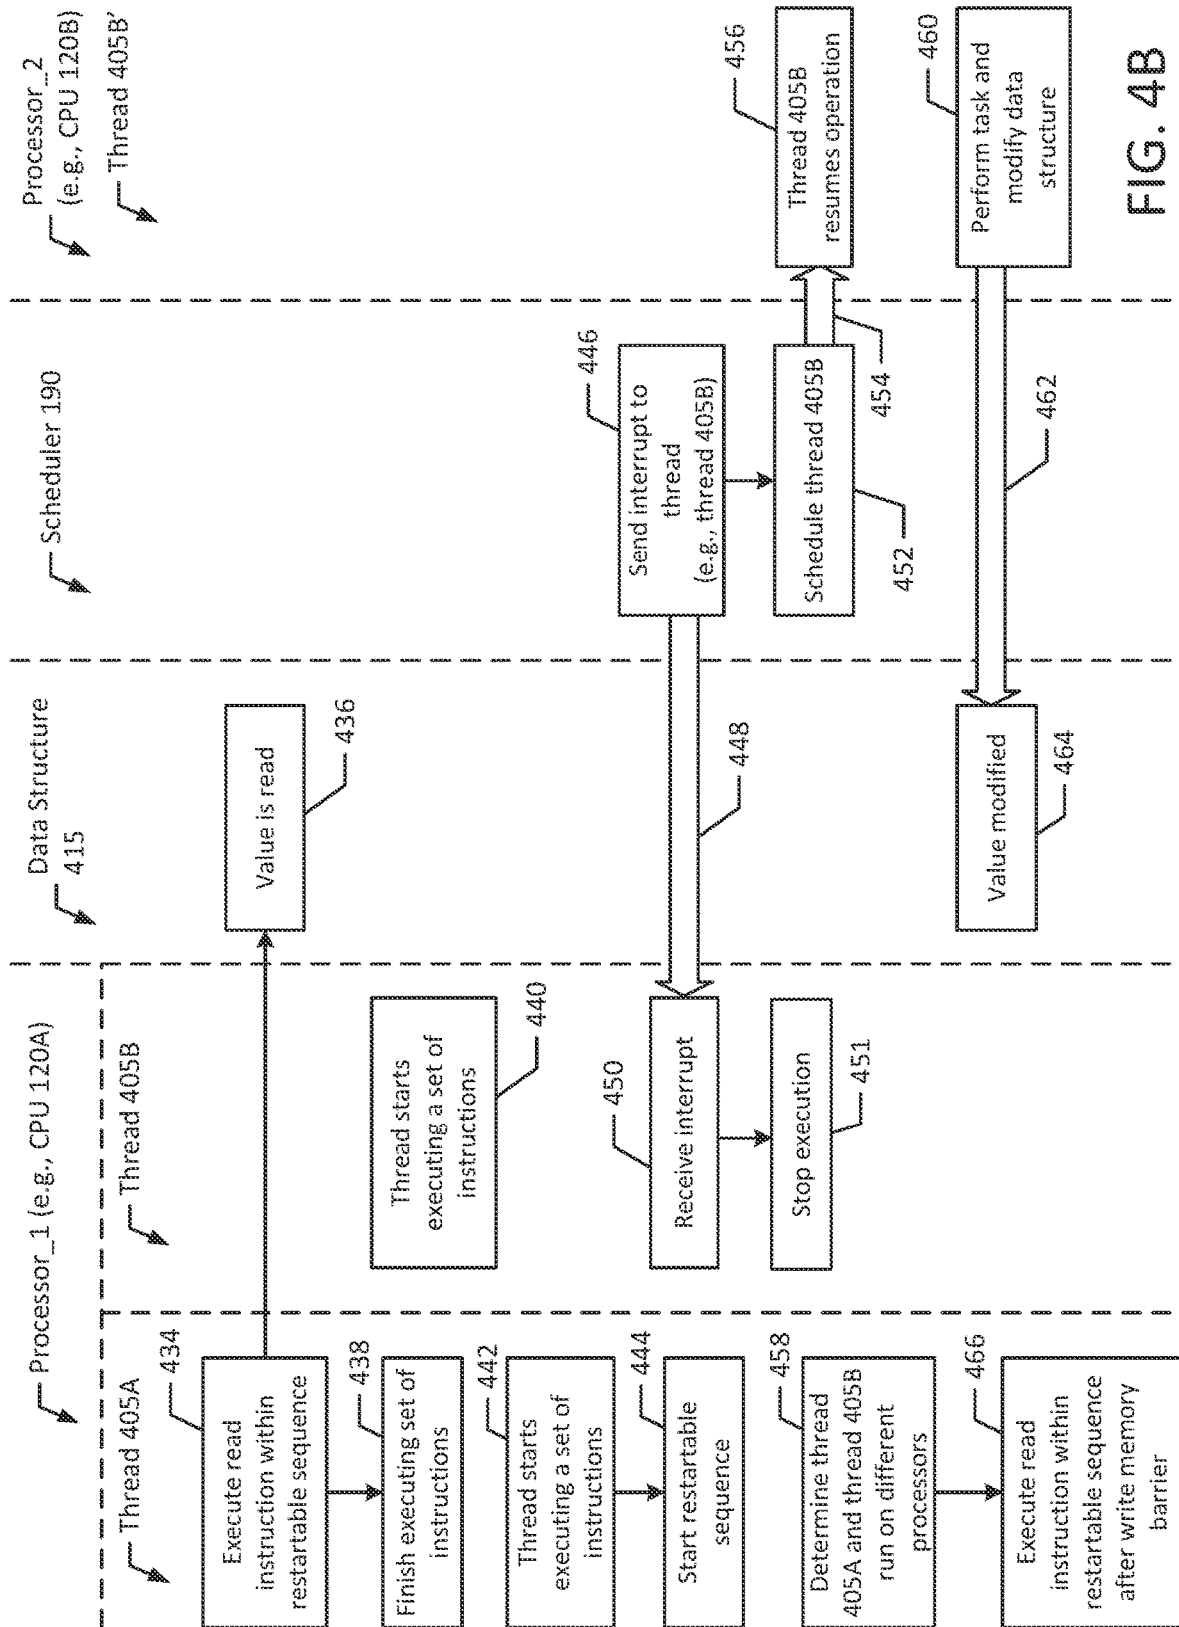 Processor_1 (e.g., CPU 120A)
Thread 405A
Thread 405B
Data Structure
415
Scheduler 190
Processor_2
(e.g., CPU 120B)
Thread 405B'
434
Execute read
instruction within
restartable sequence
Value is read
436
438
Finish executing set of
instructions
Thread starts
executing a set of
instructions
440
442
Thread starts
executing a set of
instructions
444
Start restartable
sequence
446
Send interrupt to
thread
(e.g., thread 405B)
448
450
Receive interrupt
Stop execution
451
Schedule thread 405B
452
454
456
Thread 405B
resumes operation
458
Determine thread
405A and thread 405B
run on different
processors
460
Perform task and
modify data
structure
462
Value modified
464
466
Execute read
instruction within
restartable sequence
after write memory
barrier
FIG. 4B